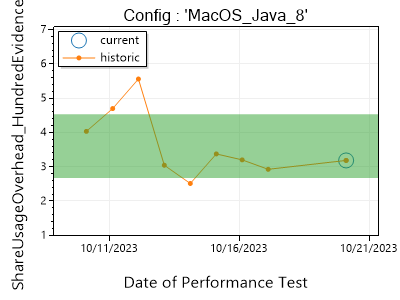 Config : 'MacOS_Java_8'
current
historic
ShareUsageOverhead_HundredEvidence
7
6
5
4
3
2
1
10/11/2023
10/16/2023
10/21/2023
Date of Performance Test